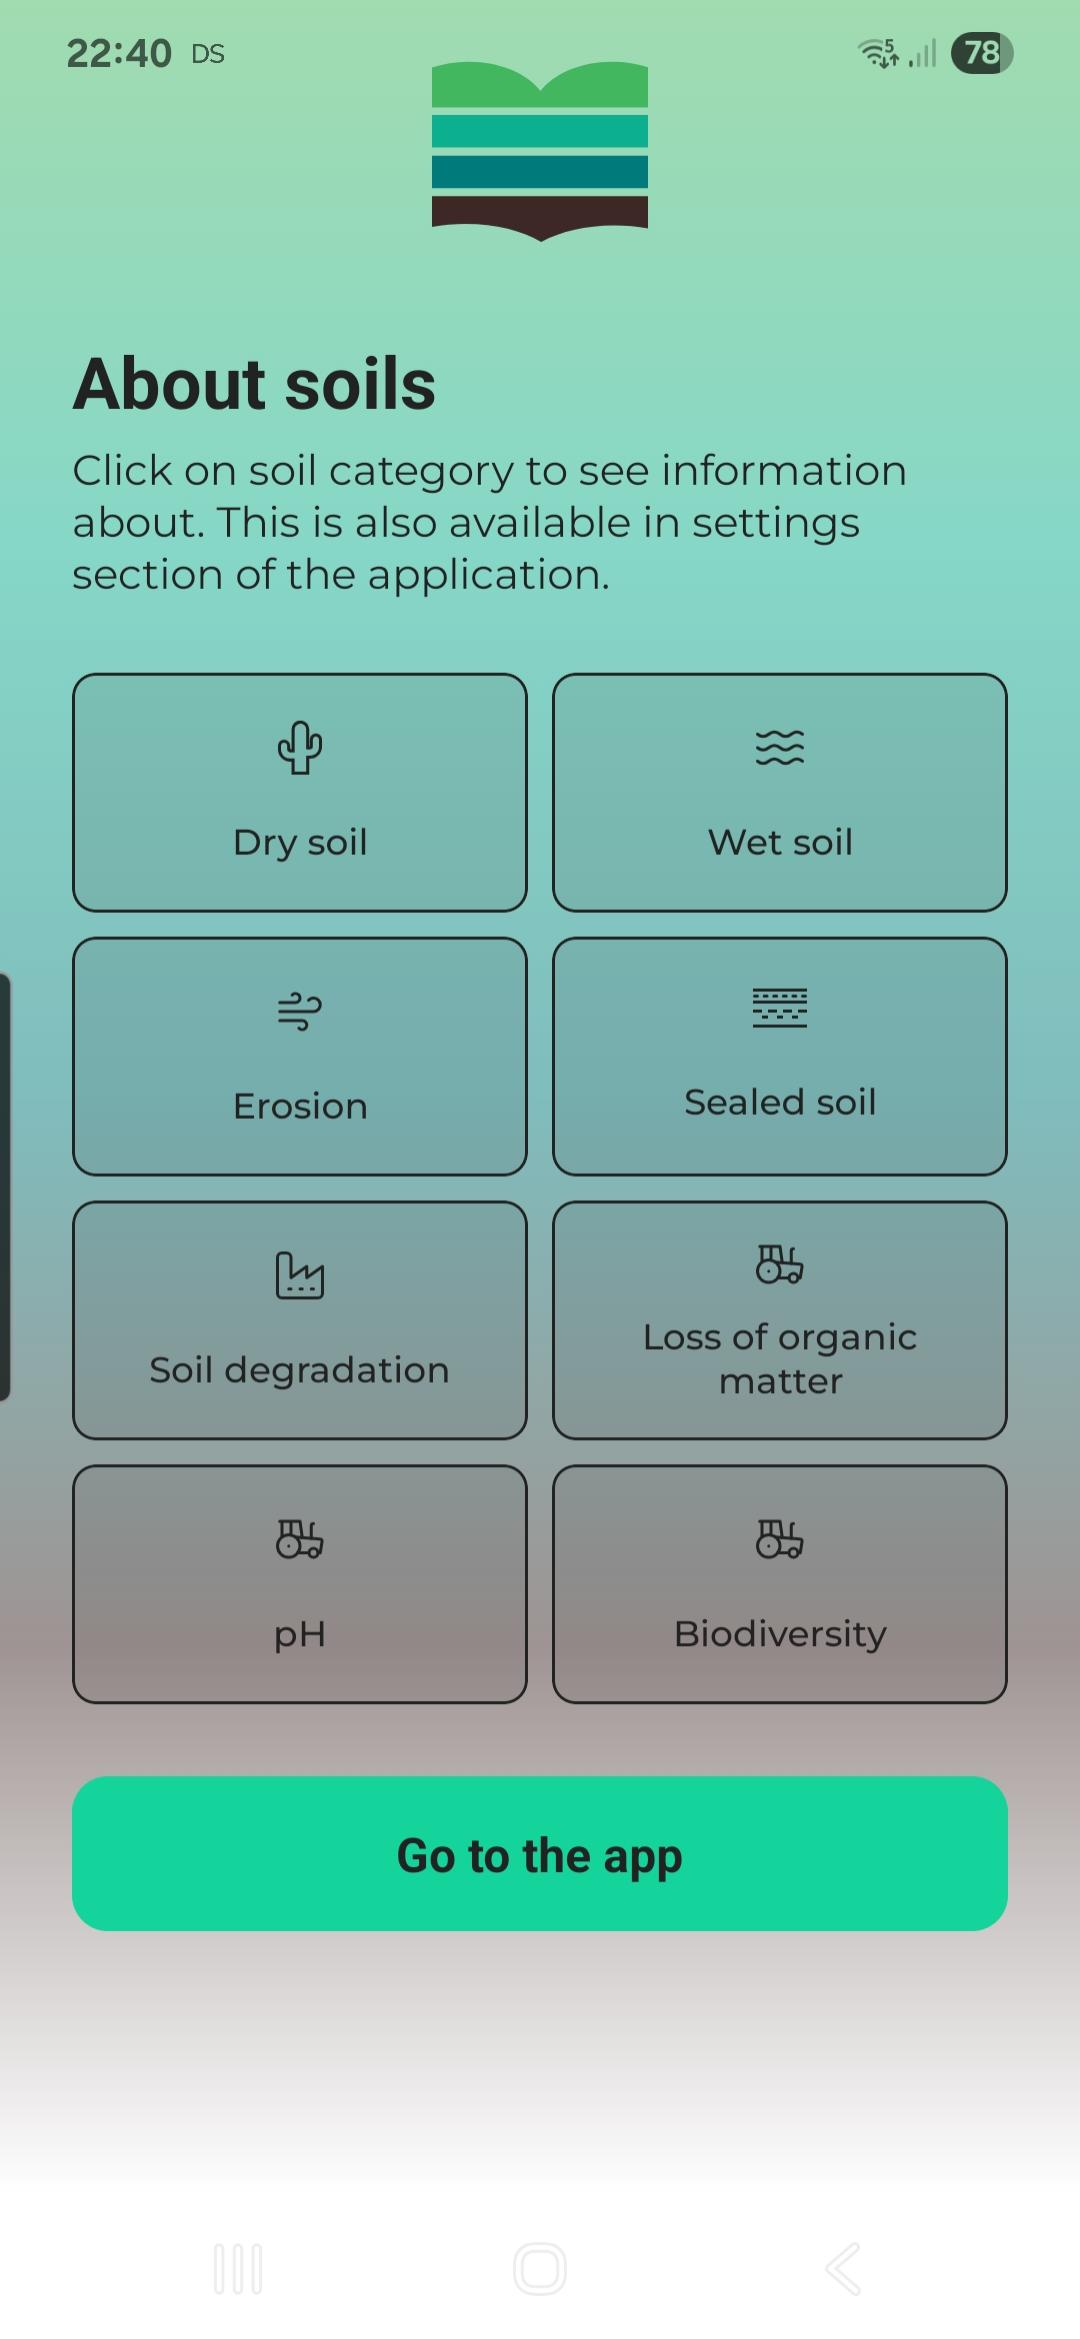 22:40 DS 5 78
About soils
Click on soil category to see information
about. This is also available in settings
section of the application.
Dry soil
Wet soil
Erosion
Sealed soil
Soil degradation
Loss of organic
matter
pH
Biodiversity
Go to the app